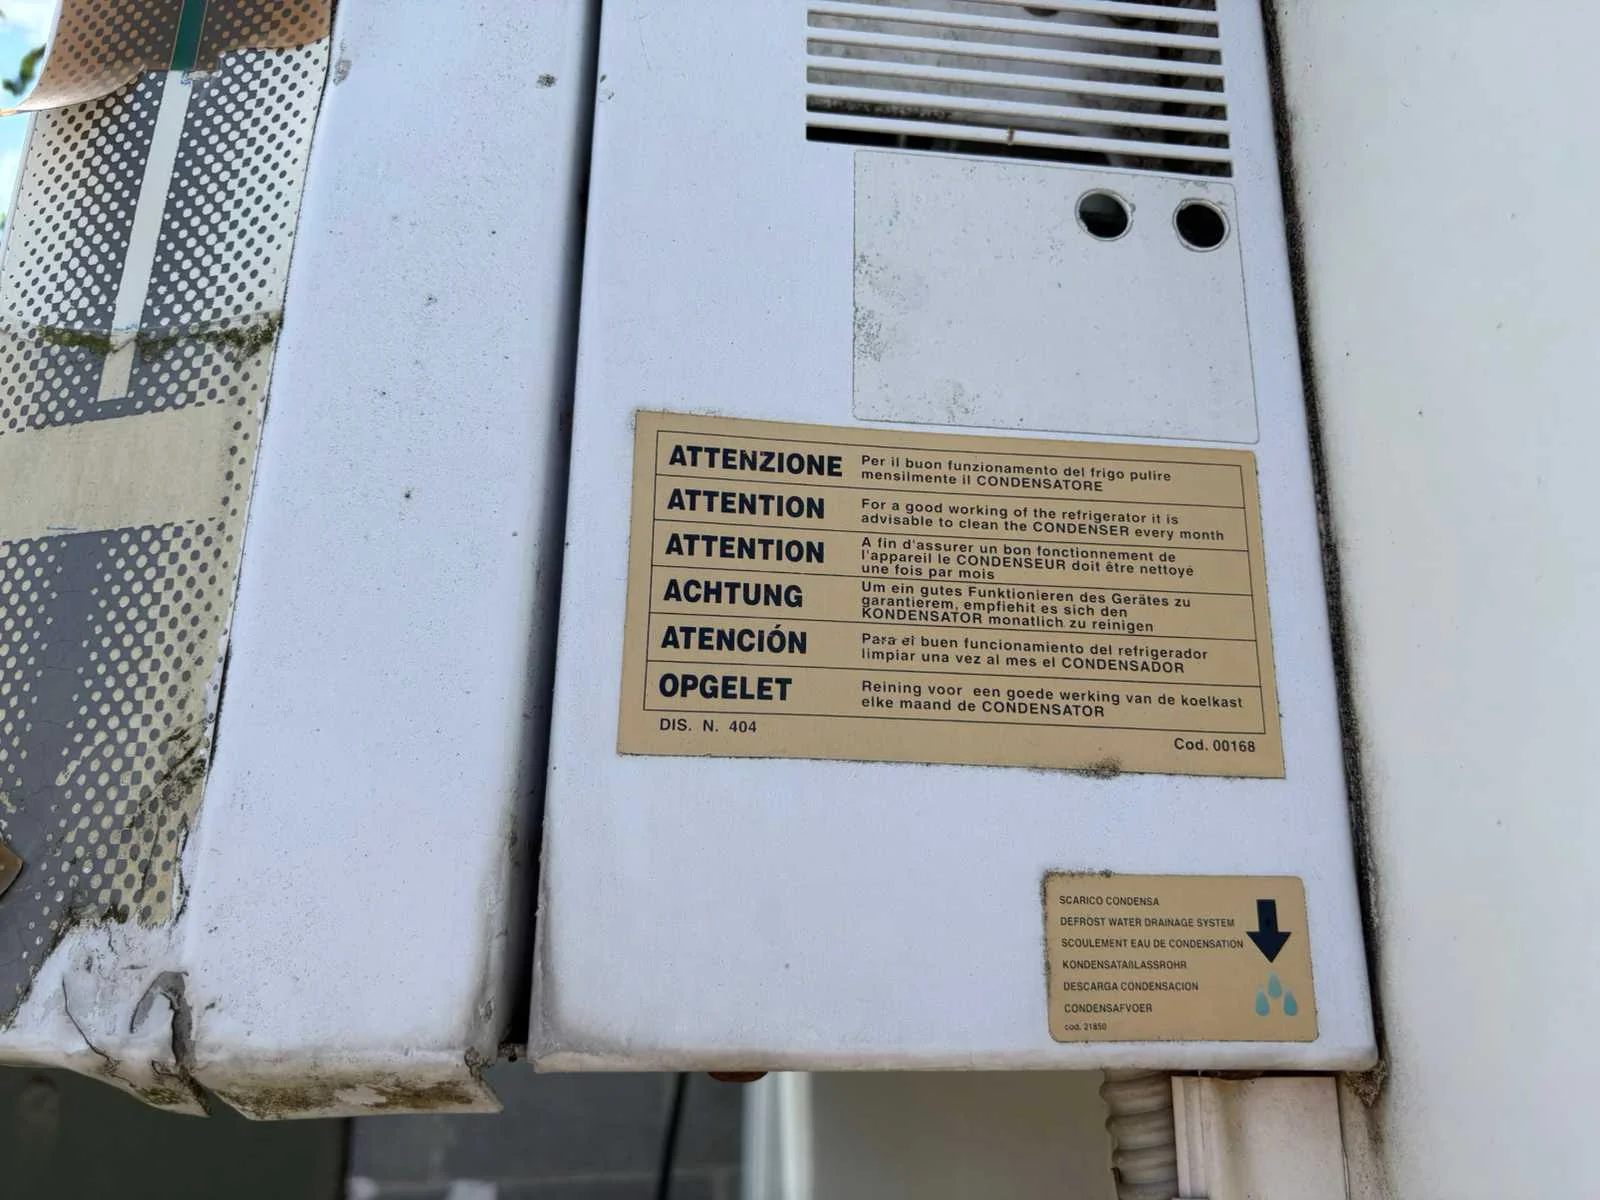 ATTENZIONE Per il buon funzionamento del frigo pulire
mensilmente il CONDENSATORE
ATTENTION For a good working of the refrigerator it is
advisable to clean the CONDENSER every month
ATTENTION A fin d'assurer un bon fonctionnement de
l'appareil le CONDENSEUR doit être nettoyé
une fois par mois
ACHTUNG Um ein gutes Funktionieren des Gerätes zu
garantierem, empfiehit es sich den
KONDENSATOR monatlich zu reinigen
ATENCIÓN Para el buen funcionamiento del refrigerador
limpiar una vez al mes el CONDENSADOR
OPGELET Reining voor een goede werking van de koelkast
elke maand de CONDENSATOR
DIS. N. 404
Cod. 00168
SCARICO CONDENSA
DEFROST WATER DRAINAGE SYSTEM
SCOULEMENT EAU DE CONDENSATION
KONDENSATAßLASSROHR
DESCARGA CONDENSACION
CONDENSAFVOER
cod. 21850